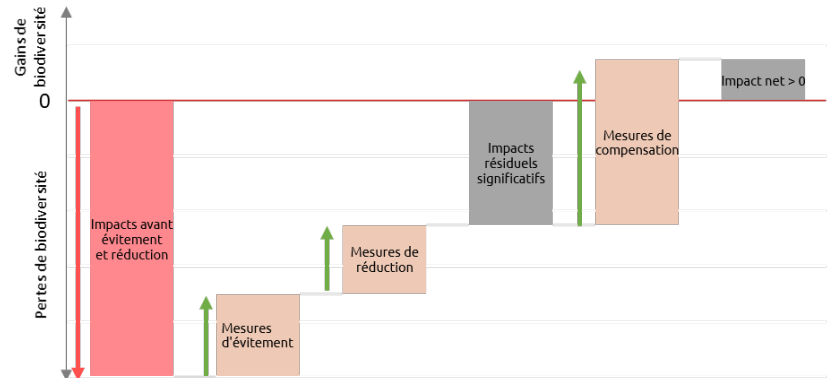 Gains de
biodiversité
0
Pertes de biodiversité
Impacts avant
évitement
et réduction
Mesures
d'évitement
Mesures de
réduction
Impacts
résiduels
significatifs
Mesures de
compensation
Impact net > 0